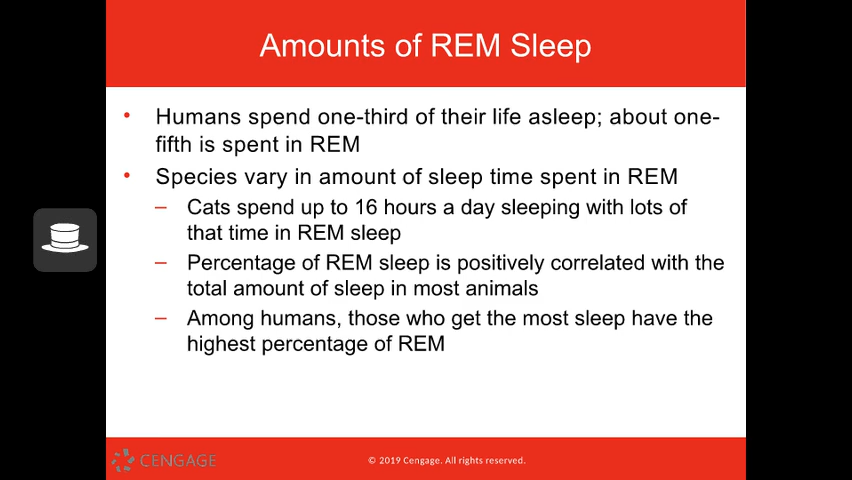 Amounts of REM Sleep
• Humans spend one-third of their life asleep; about one-
fifth is spent in REM
• Species vary in amount of sleep time spent in REM
– Cats spend up to 16 hours a day sleeping with lots of
that time in REM sleep
– Percentage of REM sleep is positively correlated with the
total amount of sleep in most animals
– Among humans, those who get the most sleep have the
highest percentage of REM
CENGAGE
© 2019 Cengage. All rights reserved.